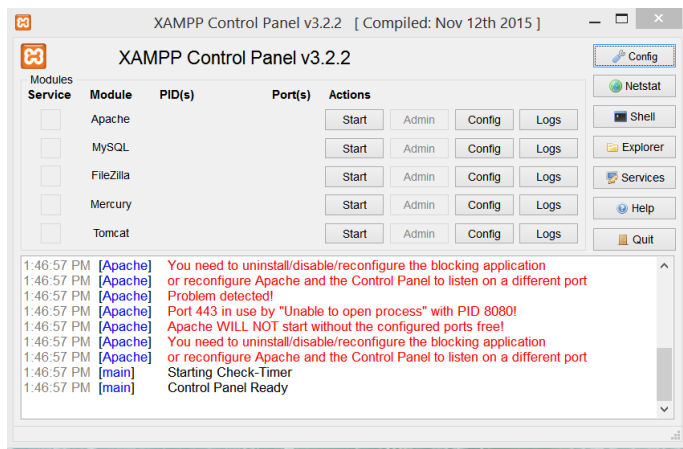 XAMPP Control Panel v3.2.2 [ Compiled: Nov 12th 2015 ]
XAMPP Control Panel v3.2.2
Config
Modules
Service Module PID(s) Port(s) Actions
Netstat
Apache Start Admin Config Logs
Shell
MySQL Start Admin Config Logs
Explorer
FileZilla Start Admin Config Logs
Services
Mercury Start Admin Config Logs
Help
Tomcat Start Admin Config Logs
Quit
1:46:57 PM [Apache] You need to uninstall/disable/reconfigure the blocking application
1:46:57 PM [Apache] or reconfigure Apache and the Control Panel to listen on a different port
1:46:57 PM [Apache] Problem detected!
1:46:57 PM [Apache] Port 443 in use by "Unable to open process" with PID 8080!
1:46:57 PM [Apache] Apache WILL NOT start without the configured ports free!
1:46:57 PM [Apache] You need to uninstall/disable/reconfigure the blocking application
1:46:57 PM [Apache] or reconfigure Apache and the Control Panel to listen on a different port
1:46:57 PM [main] Starting Check-Timer
1:46:57 PM [main] Control Panel Ready